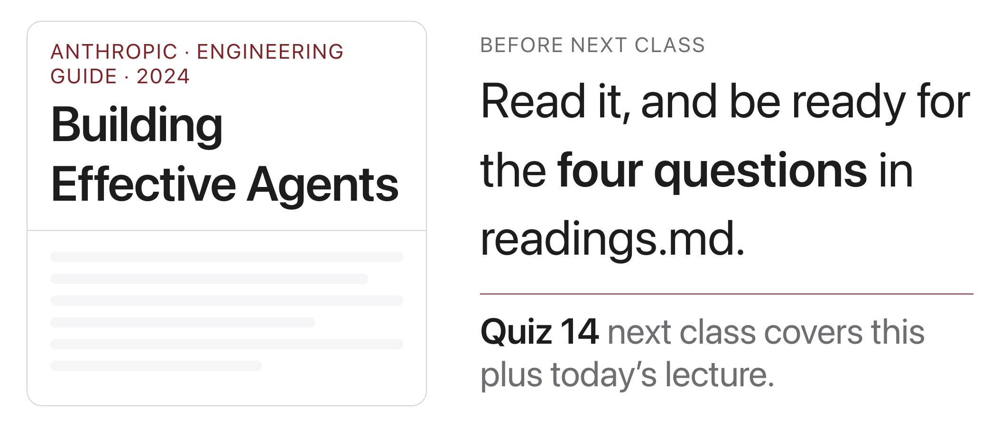 ANTHROPIC · ENGINEERING
GUIDE · 2024
Building
Effective Agents
BEFORE NEXT CLASS
Read it, and be ready for
the four questions in
readings.md.
Quiz 14 next class covers this
plus today’s lecture.